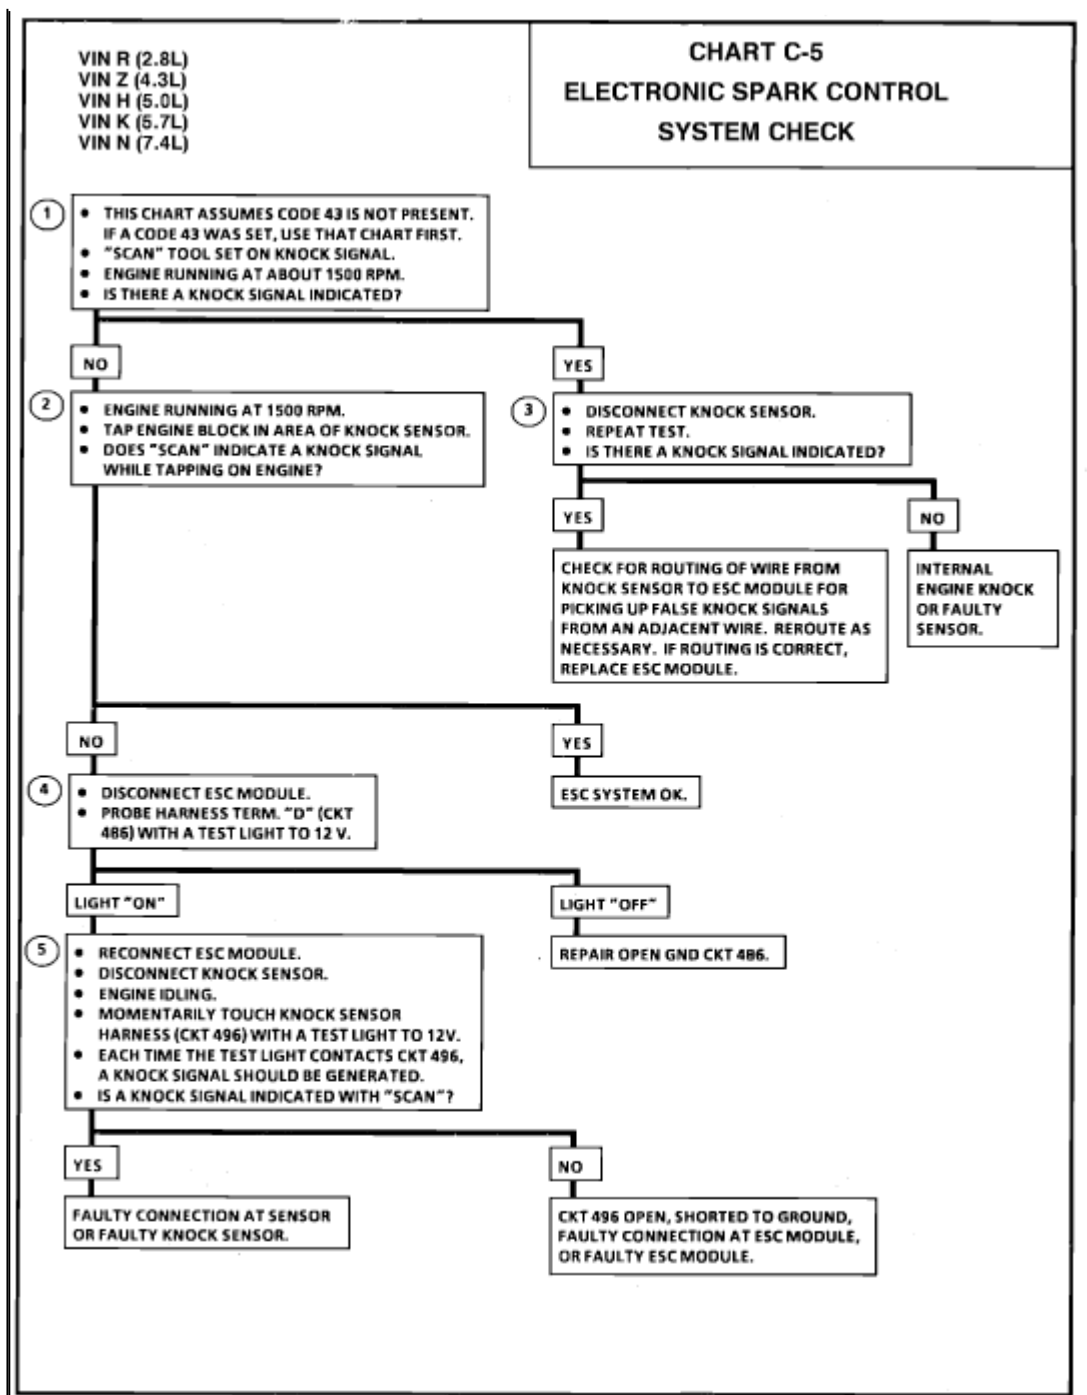 VIN R (2.8L)
VIN Z (4.3L)
VIN H (5.0L)
VIN K (5.7L)
VIN N (7.4L)
CHART C-5
ELECTRONIC SPARK CONTROL
SYSTEM CHECK
1
• THIS CHART ASSUMES CODE 43 IS NOT PRESENT.
IF A CODE 43 WAS SET, USE THAT CHART FIRST.
• "SCAN" TOOL SET ON KNOCK SIGNAL.
• ENGINE RUNNING AT ABOUT 1500 RPM.
• IS THERE A KNOCK SIGNAL INDICATED?
NO
YES
2
• ENGINE RUNNING AT 1500 RPM.
• TAP ENGINE BLOCK IN AREA OF KNOCK SENSOR.
• DOES "SCAN" INDICATE A KNOCK SIGNAL
WHILE TAPPING ON ENGINE?
3
• DISCONNECT KNOCK SENSOR.
• REPEAT TEST.
• IS THERE A KNOCK SIGNAL INDICATED?
YES
NO
CHECK FOR ROUTING OF WIRE FROM
KNOCK SENSOR TO ESC MODULE FOR
PICKING UP FALSE KNOCK SIGNALS
FROM AN ADJACENT WIRE. REROUTE AS
NECESSARY. IF ROUTING IS CORRECT,
REPLACE ESC MODULE.
INTERNAL
ENGINE KNOCK
OR FAULTY
SENSOR.
NO
YES
4
• DISCONNECT ESC MODULE.
• PROBE HARNESS TERM. "D" (CKT
486) WITH A TEST LIGHT TO 12 V.
ESC SYSTEM OK.
LIGHT "ON"
LIGHT "OFF"
5
• RECONNECT ESC MODULE.
• DISCONNECT KNOCK SENSOR.
• ENGINE IDLING.
• MOMENTARILY TOUCH KNOCK SENSOR
HARNESS (CKT 496) WITH A TEST LIGHT TO 12V.
• EACH TIME THE TEST LIGHT CONTACTS CKT 496,
A KNOCK SIGNAL SHOULD BE GENERATED.
• IS A KNOCK SIGNAL INDICATED WITH "SCAN"?
REPAIR OPEN GND CKT 486.
YES
NO
FAULTY CONNECTION AT SENSOR
OR FAULTY KNOCK SENSOR.
CKT 496 OPEN, SHORTED TO GROUND,
FAULTY CONNECTION AT ESC MODULE,
OR FAULTY ESC MODULE.